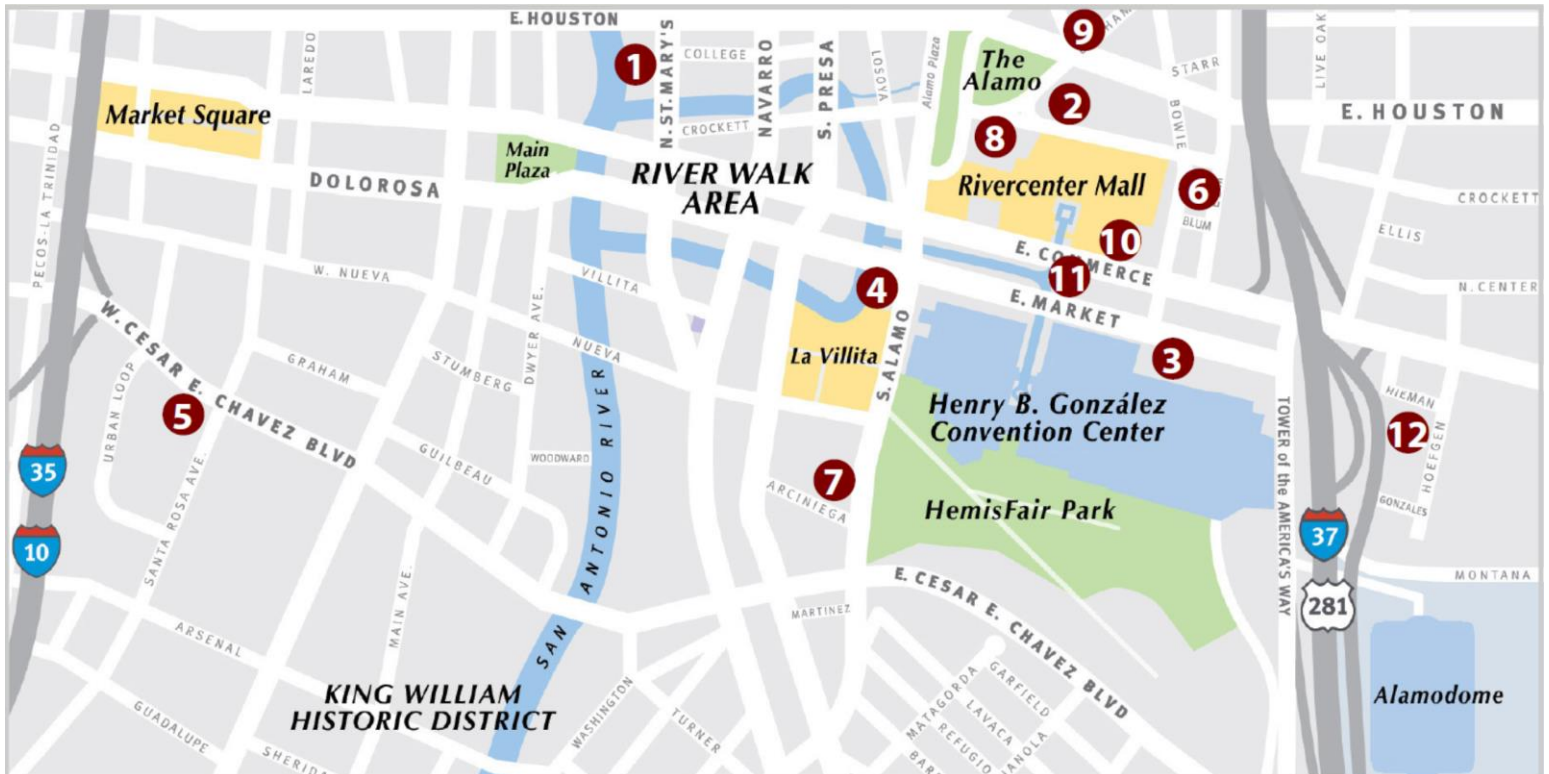 E. HOUSTON
9
1
N. ST. MARY'S
COLLEGE
NAVARRO
S. PRESA
LOSOYA
Alamo Plaza
The
Alamo
STARR
LIVE OAK
LAREDO
Market Square
2
BOWIE
E. HOUSTON
PECOS-LA TRINIDAD
CROCKETT
8
Main
Plaza
RIVER WALK
AREA
DOLOROSA
Rivercenter Mall
6
CROCKETT
BLUM
ELLIS
10
E. COMMERCE
W. NUEVA
VILLITA
4
11
E. MARKET
N. CENTER
W. CESAR E. CHAVEZ BLVD
DWYER AVE.
NUEVA
La Villita
S. ALAMO
3
GRAHAM
STUMBERG
URBAN LOOP
5
Henry B. González
Convention Center
TOWER of the AMERICA'S WAY
HIEMAN
12
HOEFGEN
35
GUILBEAU
WOODWARD
SAN ANTONIO RIVER
7
ARCINIEGA
HemisFair Park
GONZALES
SANTA ROSA AVE.
10
37
MONTANA
281
MAIN AVE.
E. CESAR E. CHAVEZ BLVD
MARTINEZ
ARSENAL
KING WILLIAM
HISTORIC DISTRICT
WASHINGTON
TURNER
MATAGORDA
GARFIELD
LAVACA
REFUGIO
Alamodome
GUADALUPE